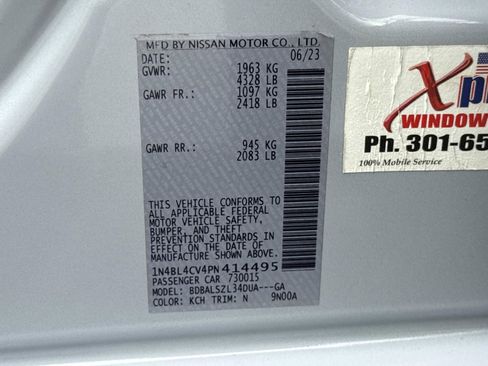 MFD BY NISSAN MOTOR CO., LTD.
DATE: 06/23
GVWR: 1963 KG
4328 LB
GAWR FR.: 1097 KG
2418 LB
GAWR RR.: 945 KG
2083 LB
THIS VEHICLE CONFORMS TO
ALL APPLICABLE FEDERAL
MOTOR VEHICLE SAFETY,
BUMPER, AND THEFT
PREVENTION STANDARDS IN
EFFECT ON THE DATE OF
MANUFACTURE SHOWN ABOVE.
1N4BL4CV4PN414495
PASSENGER CAR 730015
MODEL: BDBALSZL34DUA---GA
COLOR: KCH TRIM: N 9N00A
Xp
WINDOW
Ph. 301-65
100% Mobile Service